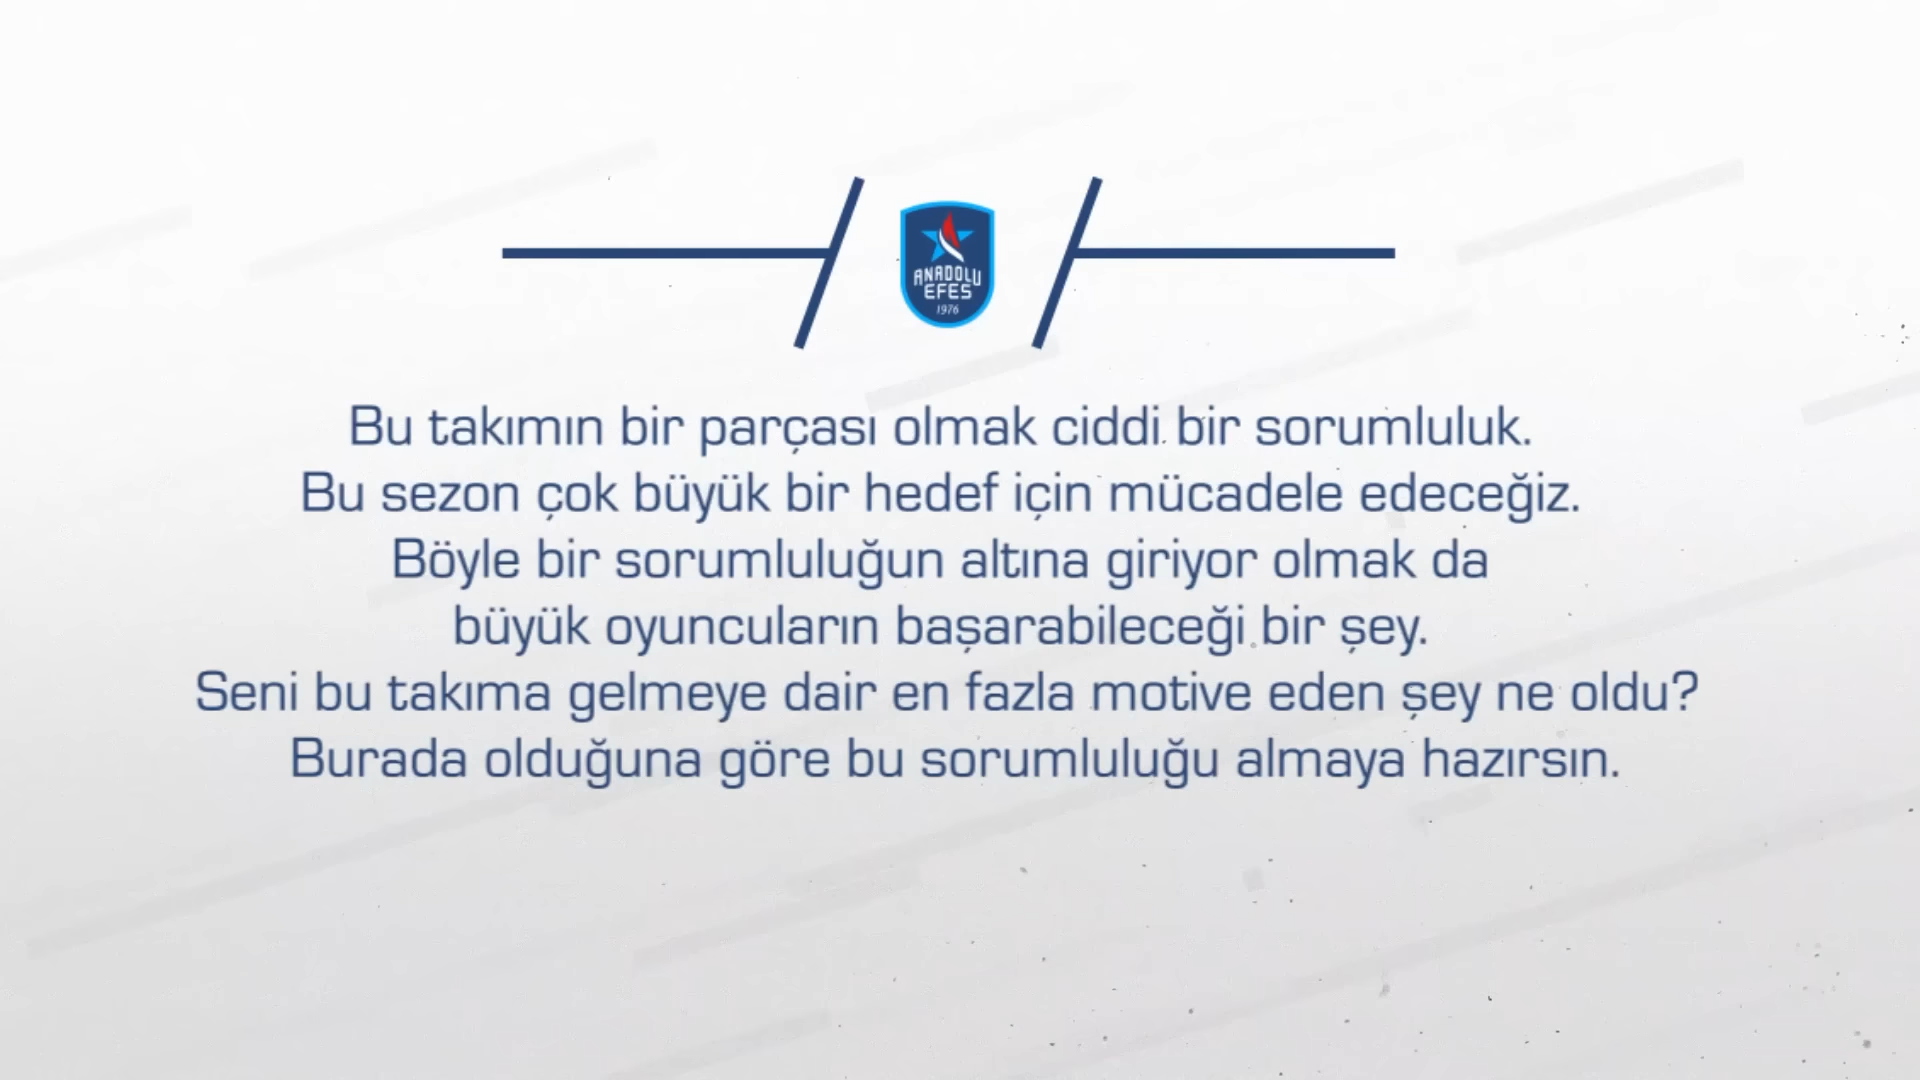 ANADOLU
EFES
1976
Bu takımın bir parçası olmak ciddi bir sorumluluk.
Bu sezon çok büyük bir hedef için mücadele edeceğiz.
Böyle bir sorumluluğun altına giriyor olmak da
büyük oyuncuların başarabileceği bir şey.
Seni bu takıma gelmeye dair en fazla motive eden şey ne oldu?
Burada olduğuna göre bu sorumluluğu almaya hazırsın.